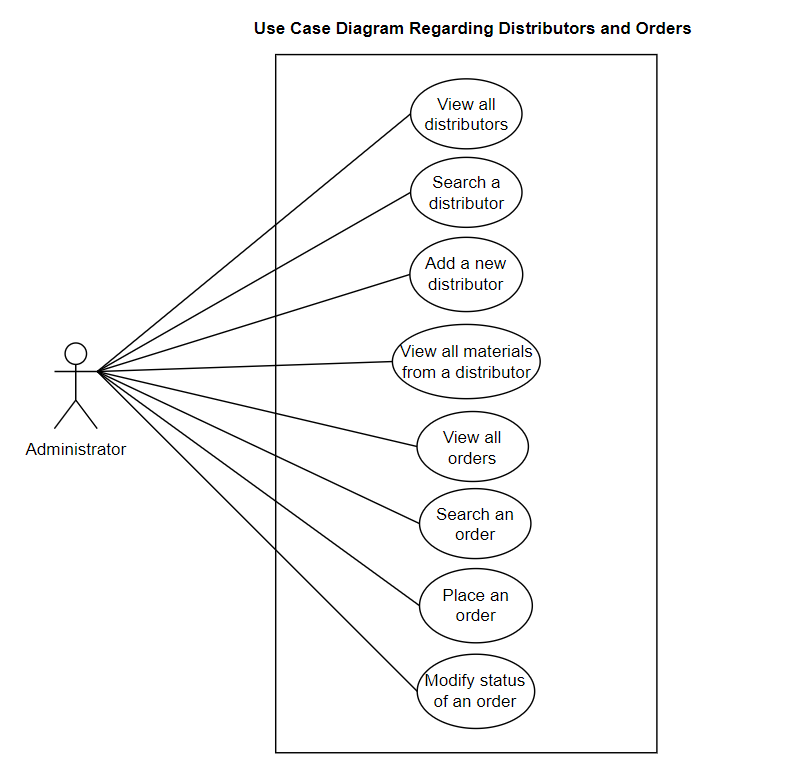 Use Case Diagram Regarding Distributors and Orders
View all
distributors
Search a
distributor
Add a new
distributor
View all materials
from a distributor
Administrator
View all
orders
Search an
order
Place an
order
Modify status
of an order